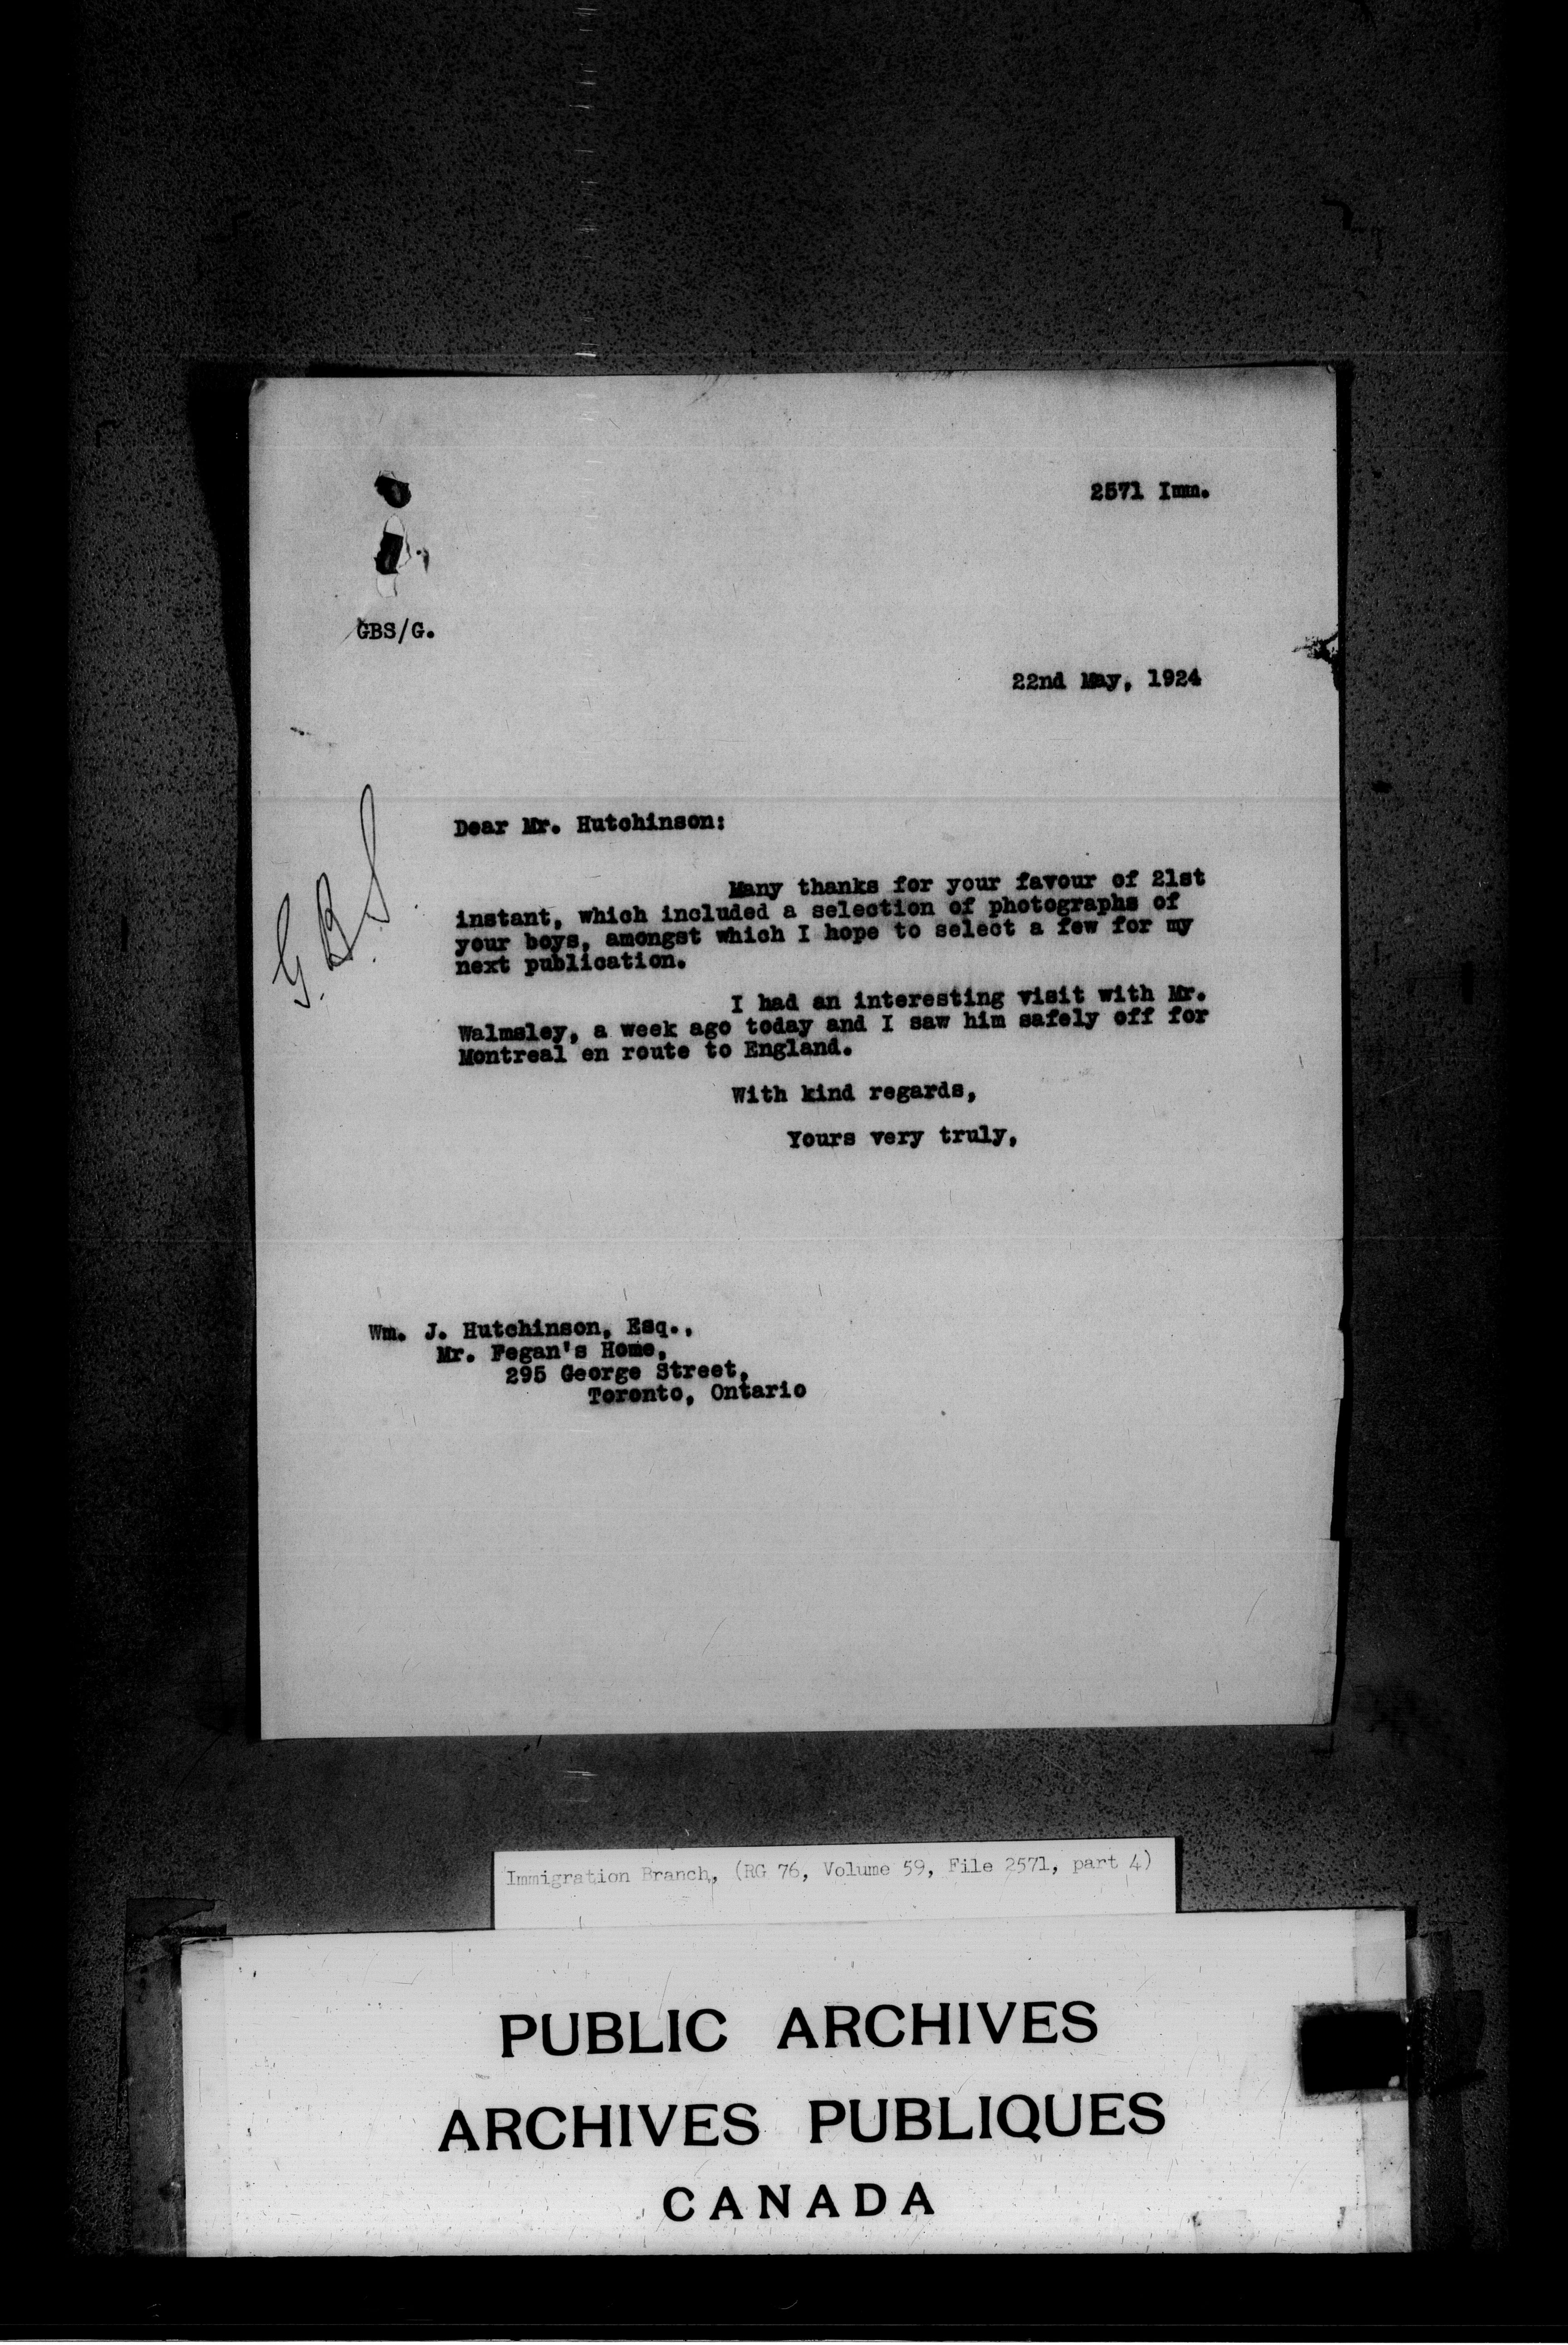 2571 Imm.
GBS/G.
22nd May, 1924
Dear Mr. Hutchinson:
G.B.S.
Many thanks for your favour of 21st
instant, which included a selection of photographs of
your boys, amongst which I hope to select a few for my
next publication.
I had an interesting visit with Mr.
Walmsley, a week ago today and I saw him safely off for
Montreal en route to England.
With kind regards,
Yours very truly,
Wm. J. Hutchinson, Esq.,
Mr. Fegan's Home,
295 George Street,
Toronto, Ontario
Immigration Branch, (RG 76, Volume 59, File 2571, part 4)
PUBLIC ARCHIVES
ARCHIVES PUBLIQUES
CANADA